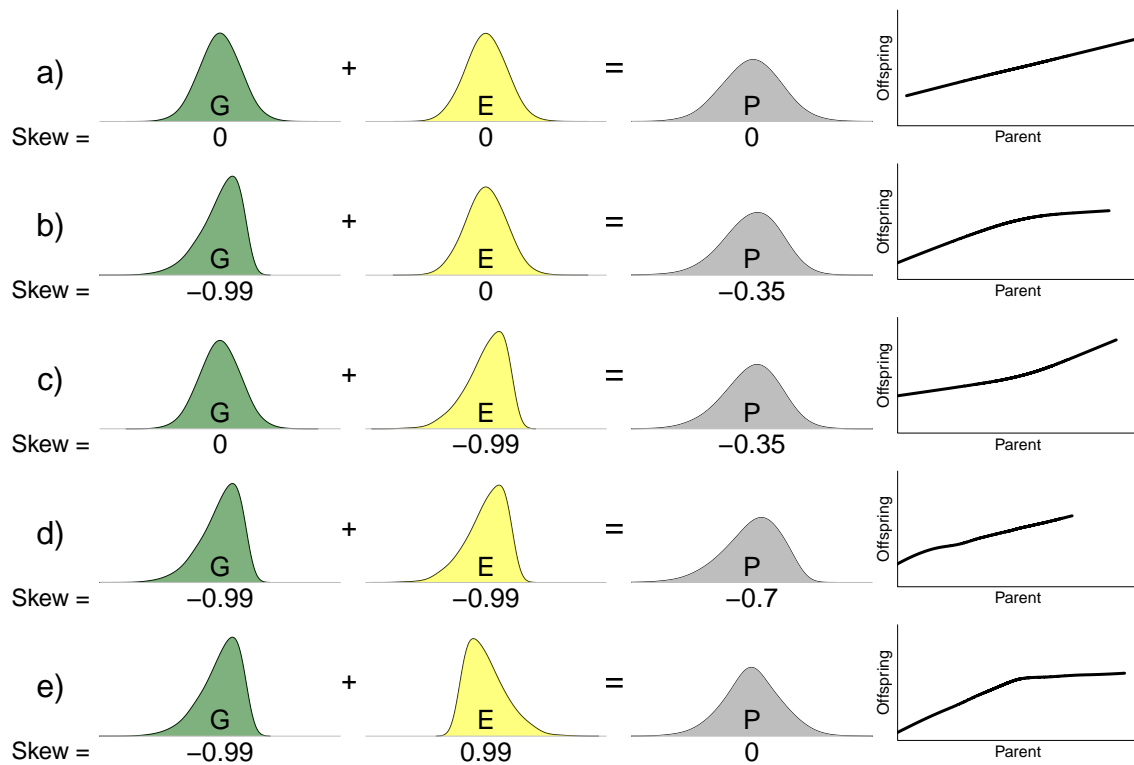 a) G + E = P Offspring
Skew = 0 0 0 Parent
b) G + E = P Offspring
Skew = −0.99 0 −0.35 Parent
c) G + E = P Offspring
Skew = 0 −0.99 −0.35 Parent
d) G + E = P Offspring
Skew = −0.99 −0.99 −0.7 Parent
e) G + E = P Offspring
Skew = −0.99 0.99 0 Parent